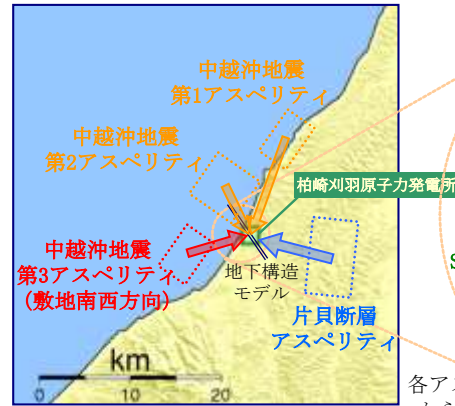 中越沖地震
第1アスペリティ
中越沖地震
第2アスペリティ
柏崎刈羽原子力発電所
中越沖地震
第3アスペリティ
(敷地南西方向)
地下構造
モデル
片貝断層
アスペリティ
km
0 10 20
S
各アス